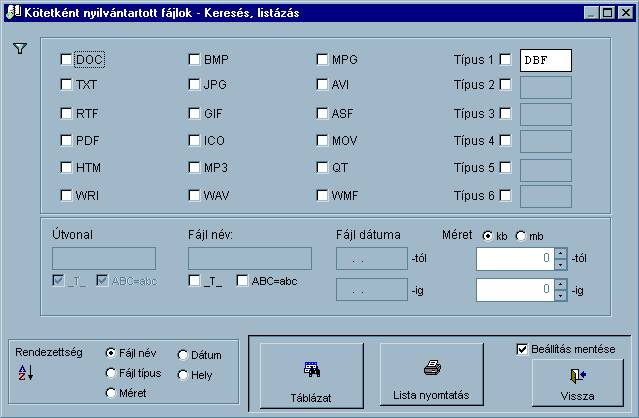 Kötetként nyilvántartott fájlok - Keresés, listázás
DOC BMP MPG Típus 1 DBF
TXT JPG AVI Típus 2
RTF GIF ASF Típus 3
PDF ICO MOV Típus 4
HTM MP3 QT Típus 5
WRI WAV WMF Típus 6
Útvonal Fájl név: Fájl dátuma Méret kb mb
. . -tól 0 -tól
_T_ ABC=abc _T_ ABC=abc . . -ig 0 -ig
Rendezettség Fájl név Dátum
Fájl típus Hely
Méret
A
Z
Táblázat
Lista nyomtatás
Beállítás mentése
Vissza